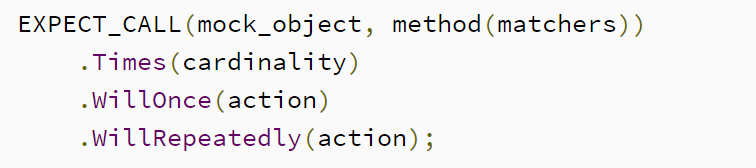 EXPECT_CALL(mock_object, method(matchers))
    .Times(cardinality)
    .WillOnce(action)
    .WillRepeatedly(action);